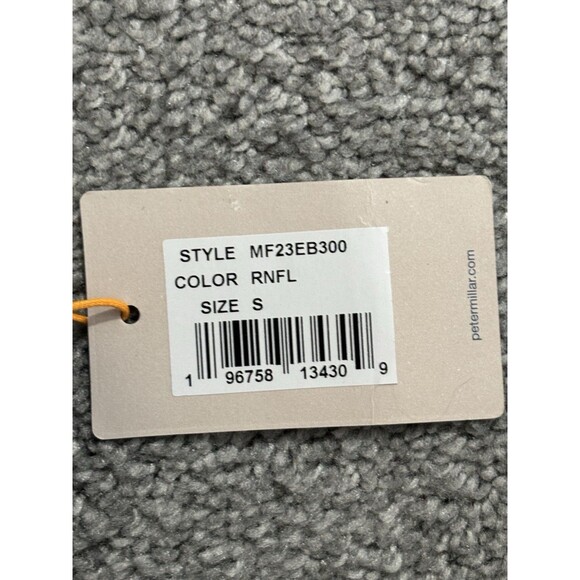 STYLE MF23EB300
COLOR RNFL
SIZE S
1 96758 13430 9
petermillar.com